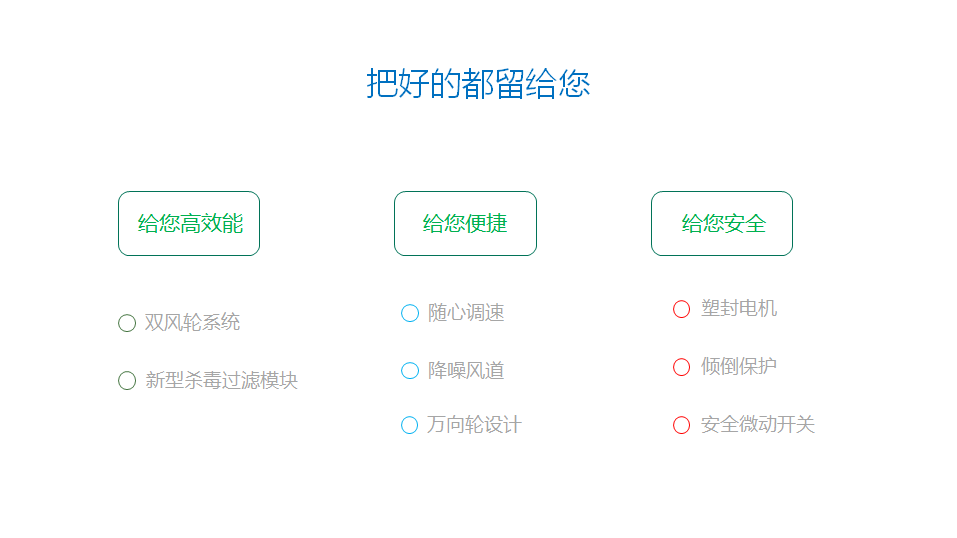 把好的都留给您
给您高效能
双风轮系统
新型杀毒过滤模块
给您便捷
随心调速
降噪风道
万向轮设计
给您安全
塑封电机
倾倒保护
安全微动开关